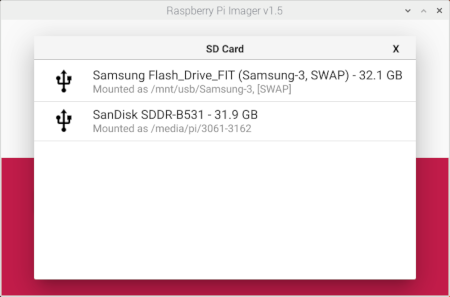 Raspberry Pi Imager v1.5
SD Card
X
Samsung Flash_Drive_FIT (Samsung-3, SWAP) - 32.1 GB
Mounted as /mnt/usb/Samsung-3, [SWAP]
SanDisk SDDR-B531 - 31.9 GB
Mounted as /media/pi/3061-3162